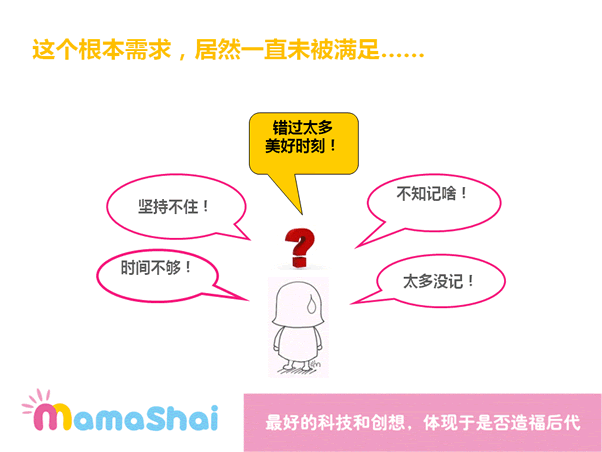 这个根本需求，居然一直未被满足……
错过太多
美好时刻！
坚持不住！
不知记啥！
时间不够！
太多没记！
mamaShai
最好的科技和创想，体现于是否造福后代